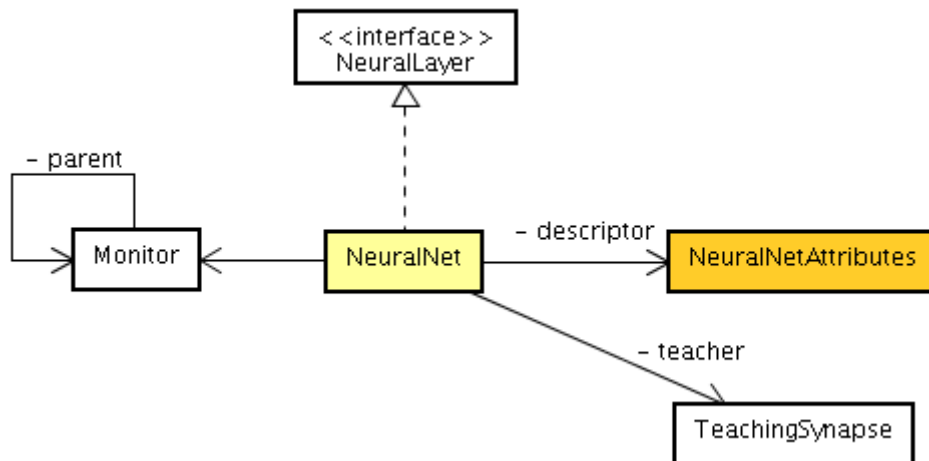 <<interface>>
NeuralLayer
- parent
Monitor
NeuralNet
- descriptor
NeuralNetAttributes
- teacher
TeachingSynapse